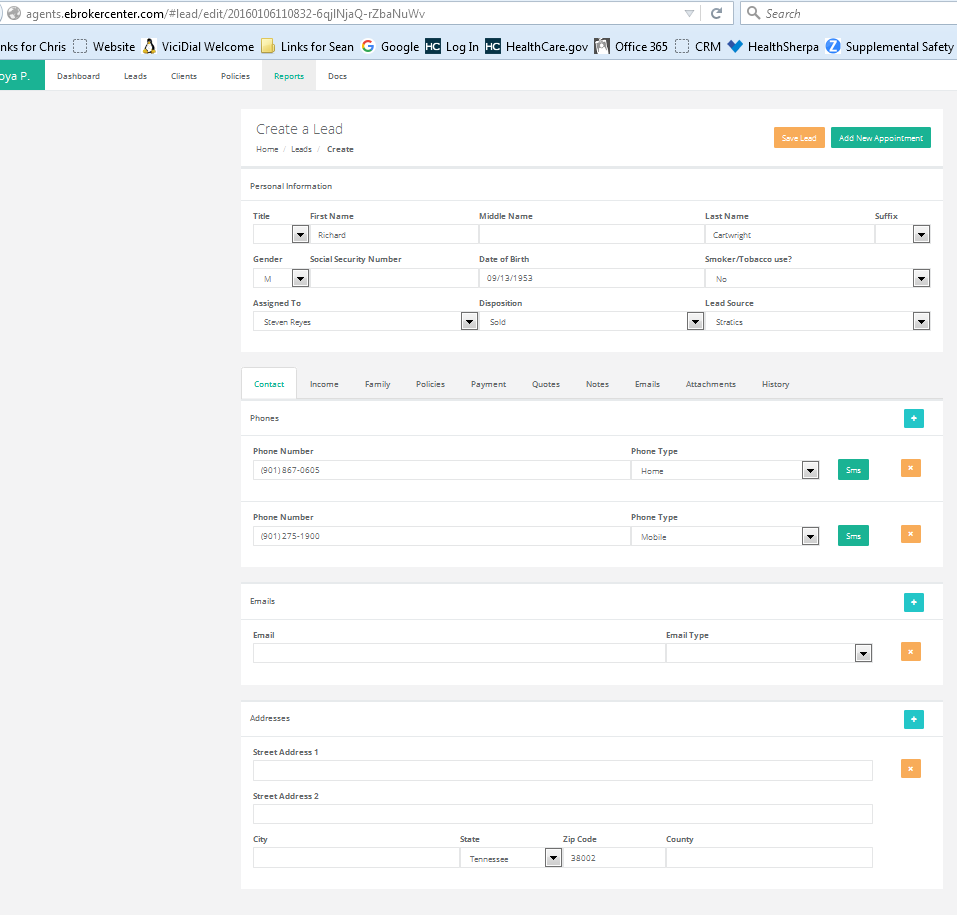 agents.ebrokercenter.com/#lead/edit/20160106110832-6qjlNjaQ-rZbaNuWv Search
nks for Chris Website ViciDial Welcome Links for Sean Google HC Log In HC HealthCare.gov Office 365 CRM HealthSherpa Supplemental Safety
oya P. Dashboard Leads Clients Policies Reports Docs
Create a Lead
Save Lead Add New Appointment
Home / Leads / Create
Personal Information
Title First Name Middle Name Last Name Suffix
Richard Cartwright
Gender Social Security Number Date of Birth Smoker/Tobacco use?
M 09/13/1953 No
Assigned To Disposition Lead Source
Steven Reyes Sold Stratics
Contact Income Family Policies Payment Quotes Notes Emails Attachments History
Phones +
Phone Number Phone Type
(901) 867-0605 Home Sms ×
Phone Number Phone Type
(901) 275-1900 Mobile Sms ×
Emails +
Email Email Type
×
Addresses +
Street Address 1
×
Street Address 2
City State Zip Code County
Tennessee 38002